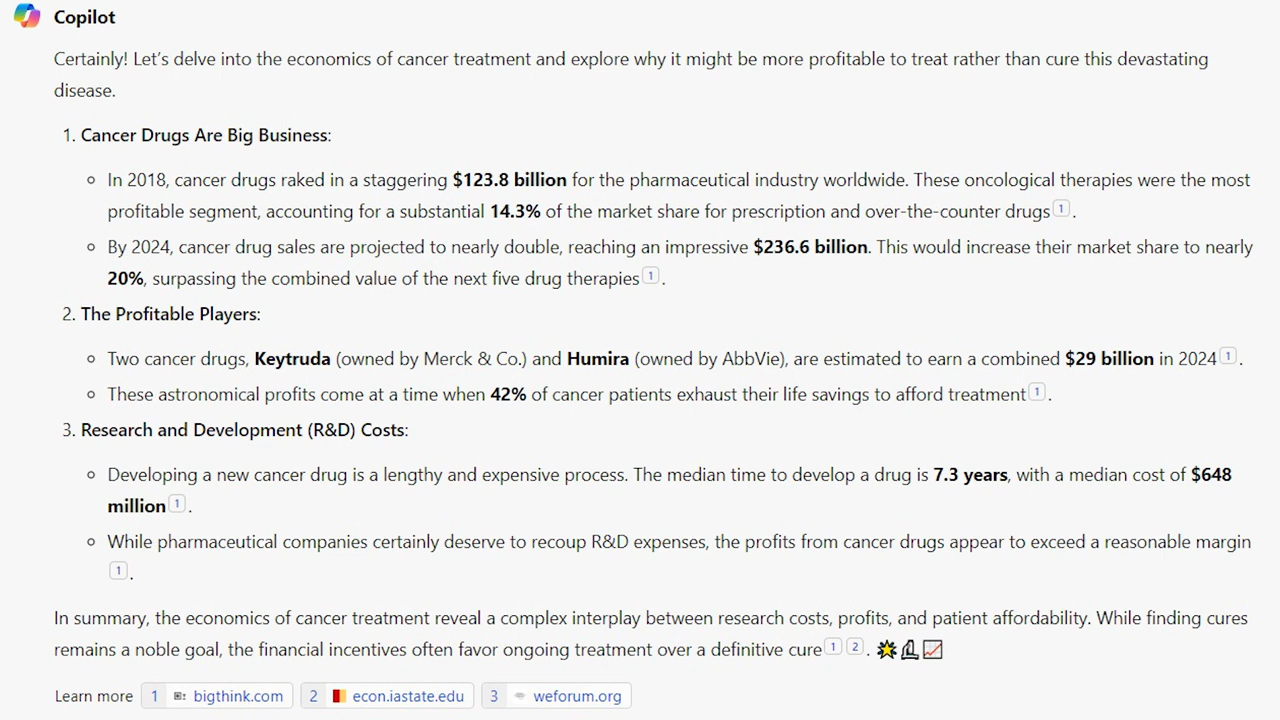 Copilot
Certainly! Let’s delve into the economics of cancer treatment and explore why it might be more profitable to treat rather than cure this devastating
disease.
1. Cancer Drugs Are Big Business:
In 2018, cancer drugs raked in a staggering $123.8 billion for the pharmaceutical industry worldwide. These oncological therapies were the most
profitable segment, accounting for a substantial 14.3% of the market share for prescription and over-the-counter drugs 1 .
By 2024, cancer drug sales are projected to nearly double, reaching an impressive $236.6 billion. This would increase their market share to nearly
20%, surpassing the combined value of the next five drug therapies 1 .
2. The Profitable Players:
Two cancer drugs, Keytruda (owned by Merck & Co.) and Humira (owned by AbbVie), are estimated to earn a combined $29 billion in 2024 1 .
These astronomical profits come at a time when 42% of cancer patients exhaust their life savings to afford treatment 1 .
3. Research and Development (R&D) Costs:
Developing a new cancer drug is a lengthy and expensive process. The median time to develop a drug is 7.3 years, with a median cost of $648
million 1 .
While pharmaceutical companies certainly deserve to recoup R&D expenses, the profits from cancer drugs appear to exceed a reasonable margin
1 .
In summary, the economics of cancer treatment reveal a complex interplay between research costs, profits, and patient affordability. While finding cures
remains a noble goal, the financial incentives often favor ongoing treatment over a definitive cure 1 2 .
Learn more 1 bigthink.com 2 econ.iastate.edu 3 weforum.org